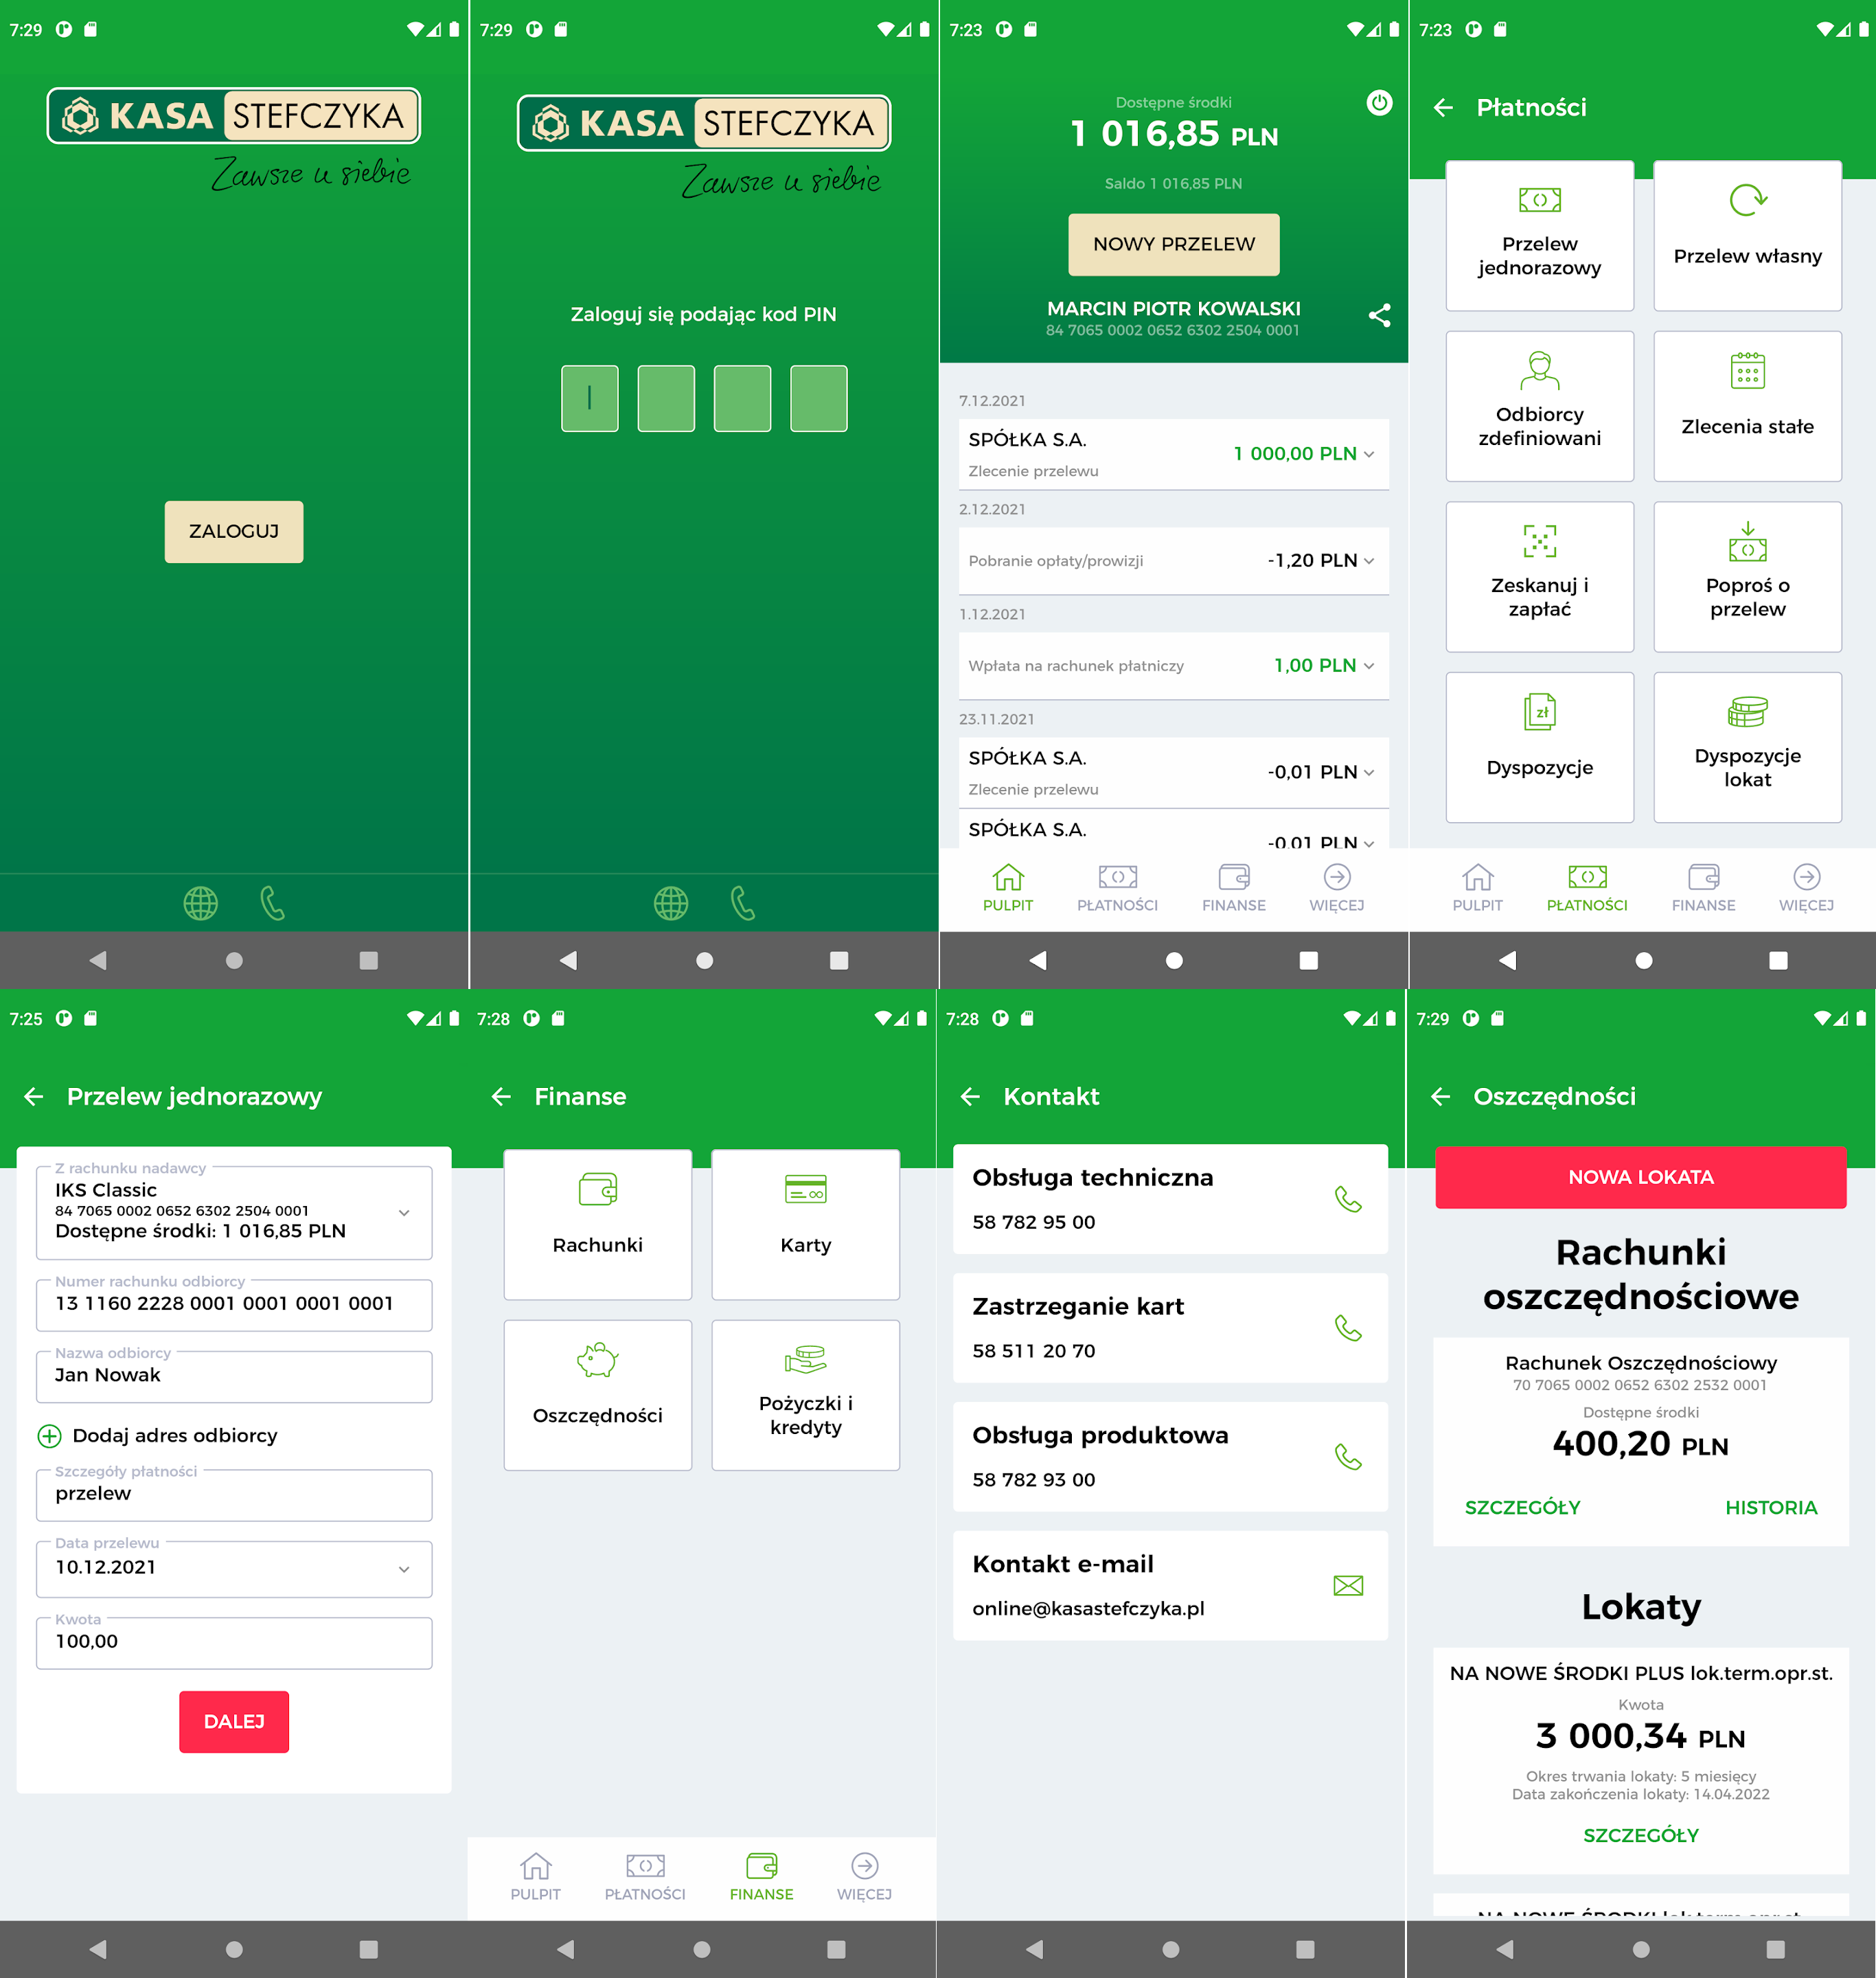 7:29
KASA STEFCZYKA
Zawsze u siebie
ZALOGUJ
7:29
KASA STEFCZYKA
Zawsze u siebie
Zaloguj się podając kod PIN
7:23
Dostępne środki
1 016,85 PLN
Saldo 1 016,85 PLN
NOWY PRZELEW
MARCIN PIOTR KOWALSKI
84 7065 0002 0652 6302 2504 0001
7.12.2021
SPÓŁKA S.A.
1 000,00 PLN
Zlecenie przelewu
2.12.2021
Pobranie opłaty/prowizji -1,20 PLN
1.12.2021
Wpłata na rachunek płatniczy 1,00 PLN
23.11.2021
SPÓŁKA S.A.
-0,01 PLN
Zlecenie przelewu
SPÓŁKA S.A.
-0,01 PLN
PULPIT PŁATNOŚCI FINANSE WIĘCEJ
7:23
Płatności
Przelew
jednorazowy
Przelew własny
Odbiorcy
zdefiniowani
Zlecenia stałe
Zeskanuj i
zapłać
Poproś o
przelew
Dyspozycje
Dyspozycje
lokat
PULPIT PŁATNOŚCI FINANSE WIĘCEJ
7:25
Przelew jednorazowy
Z rachunku nadawcy
IKS Classic
84 7065 0002 0652 6302 2504 0001
Dostępne środki: 1 016,85 PLN
Numer rachunku odbiorcy
13 1160 2228 0001 0001 0001 0001
Nazwa odbiorcy
Jan Nowak
Dodaj adres odbiorcy
Szczegóły płatności
przelew
Data przelewu
10.12.2021
Kwota
100,00
DALEJ
7:28
Finanse
Rachunki
Karty
Oszczędności
Pożyczki i
kredyty
PULPIT PŁATNOŚCI FINANSE WIĘCEJ
7:28
Kontakt
Obsługa techniczna
58 782 95 00
Zastrzeganie kart
58 511 20 70
Obsługa produktowa
58 782 93 00
Kontakt e-mail
online@kasastefczyka.pl
7:29
Oszczędności
NOWA LOKATA
Rachunki
oszczędnościowe
Rachunek Oszczędnościowy
70 7065 0002 0652 6302 2532 0001
Dostępne środki
400,20 PLN
SZCZEGÓŁY HISTORIA
Lokaty
NA NOWE ŚRODKI PLUS lok.term.opr.st.
Kwota
3 000,34 PLN
Okres trwania lokaty: 5 miesięcy
Data zakończenia lokaty: 14.04.2022
SZCZEGÓŁY
NA NOWE ŚRODKI lok.term.opr.st.